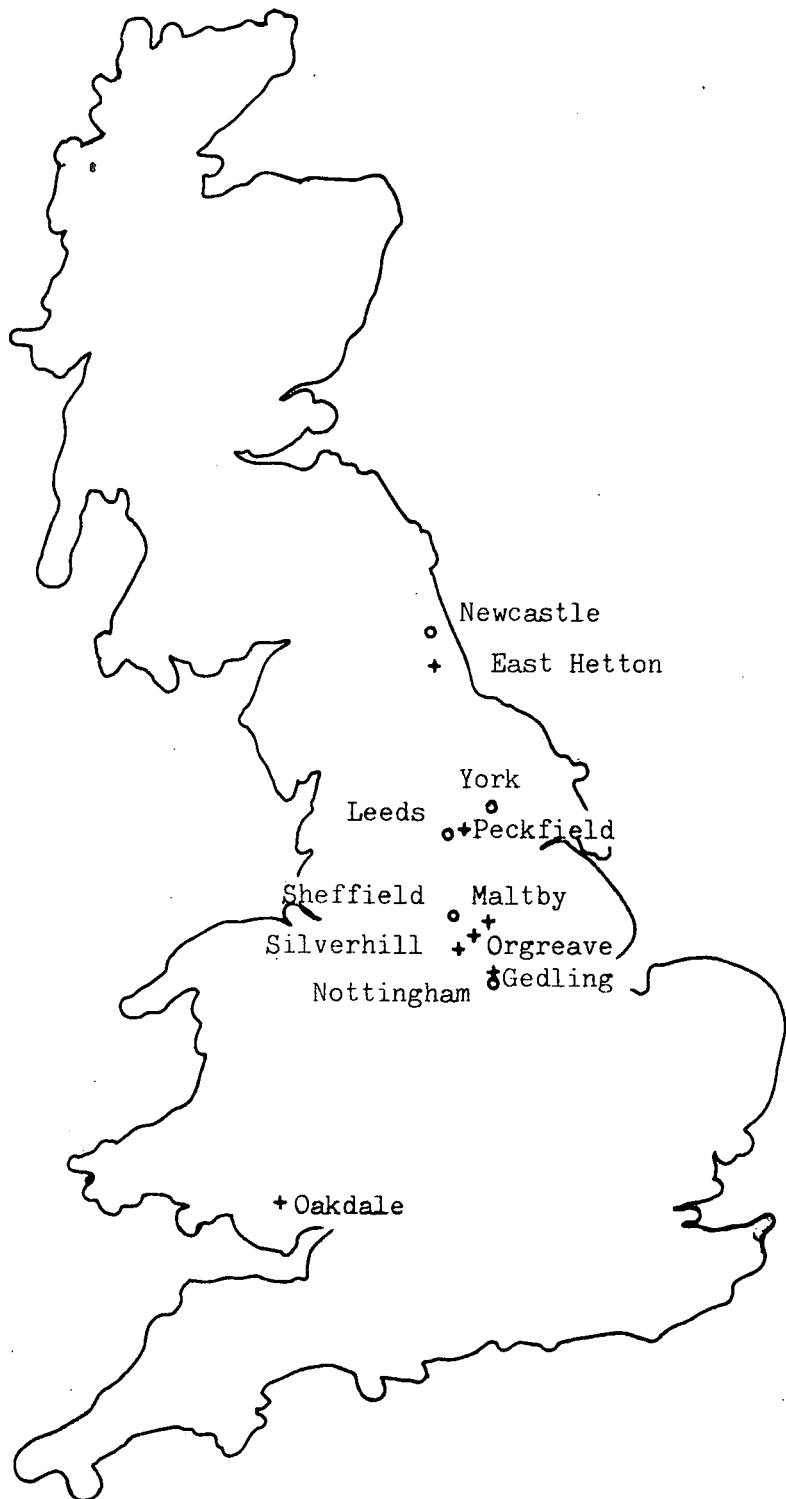 Newcastle
East Hetton
York
Leeds
Peckfield
Sheffield
Maltby
Silverhill
Orgreave
Gedling
Nottingham
Oakdale